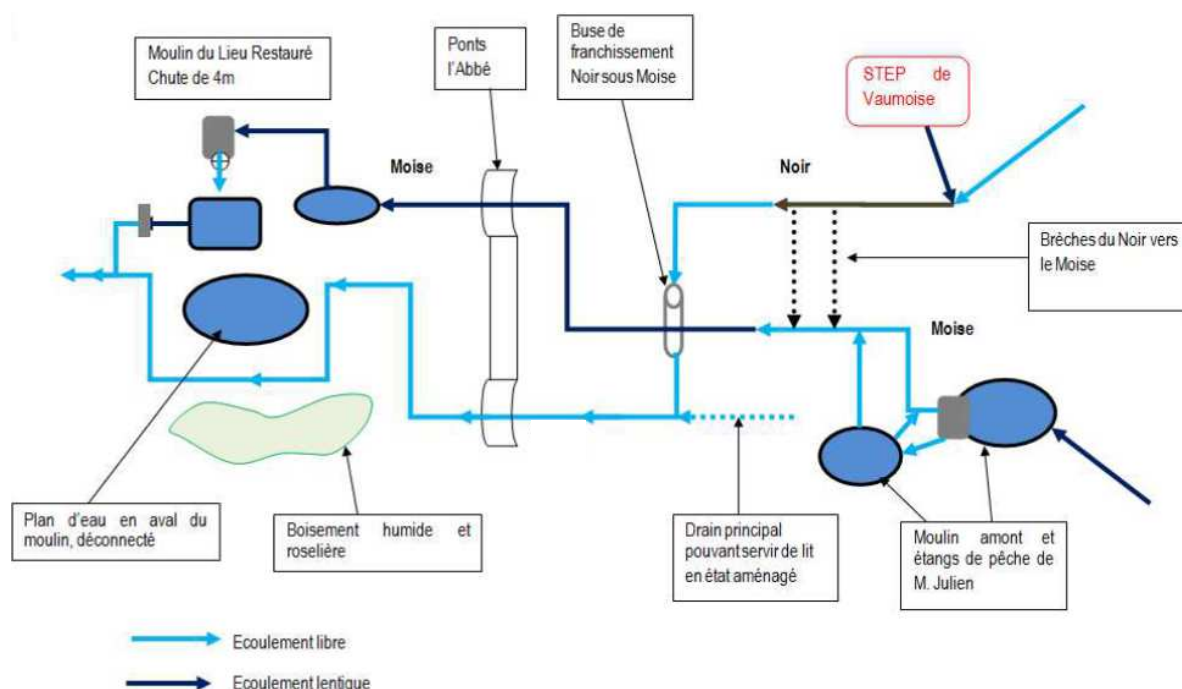 Moulin du Lieu Restauré
Chute de 4m
Ponts
l'Abbé
Buse de
franchissement
Noir sous Moise
STEP de
Vaumoise
Moise
Noir
Brèches du Noir vers
le Moise
Moise
Plan d'eau en aval du
moulin, déconnecté
Boisement humide et
roselière
Drain principal
pouvant servir de lit
en état aménagé
Moulin amont et
étangs de pêche de
M. Julien
Ecoulement libre
Ecoulement lentique